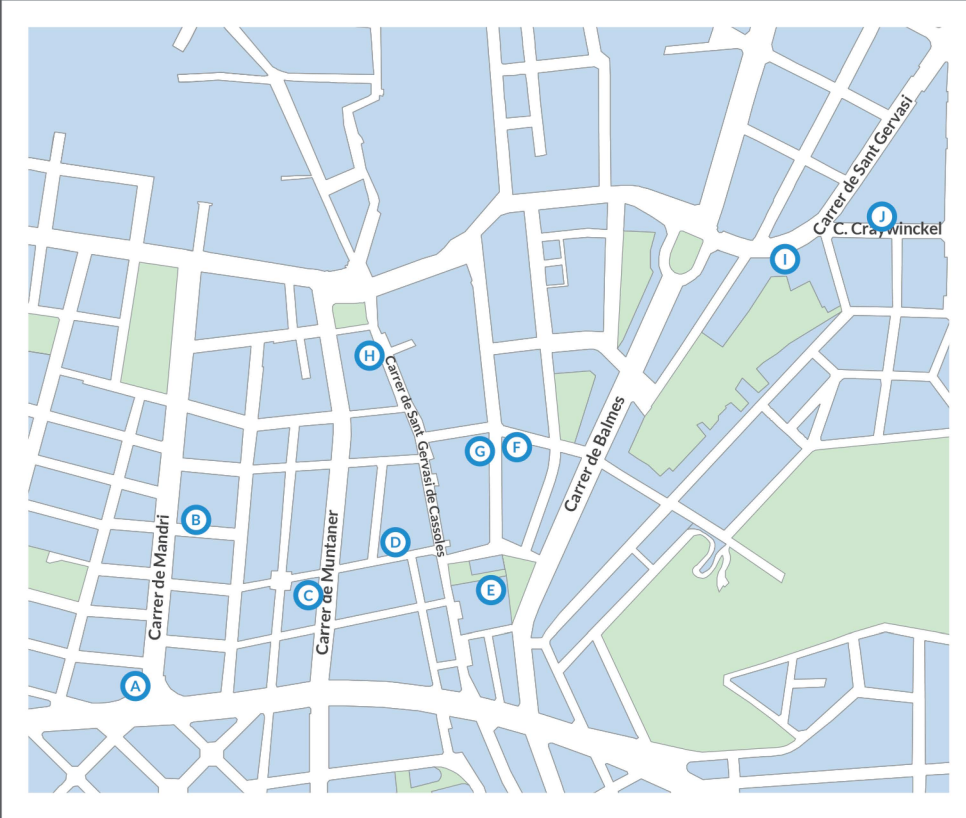 Carrer de Sant Gervasi
J
C. Craywinckel
I
H
Carrer de Sant Gervasi de Cassoles
Carrer de Balmes
G
F
B
D
Carrer de Mandri
Carrer de Muntaner
C
E
A